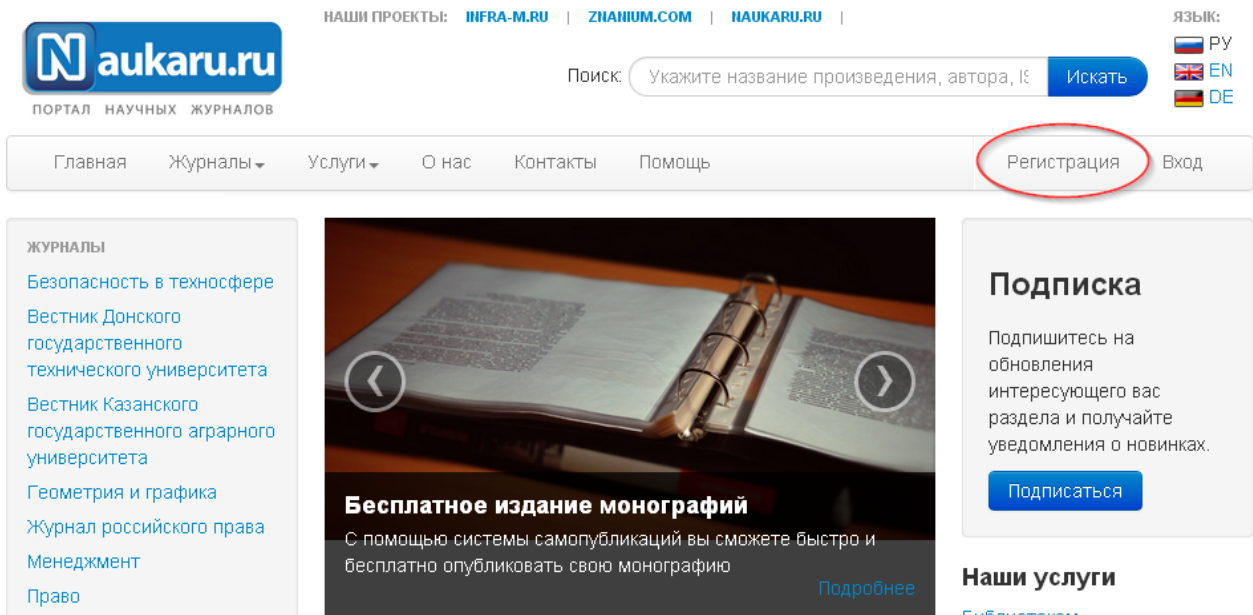 НАШИ ПРОЕКТЫ: INFRA-M.RU | ZNANIUM.COM | NAUKARU.RU |
ЯЗЫК:
РУ
EN
DE
Naukaru.ru
ПОРТАЛ НАУЧНЫХ ЖУРНАЛОВ
Поиск: Укажите название произведения, автора, IS
Искать
Главная Журналы Услуги О нас Контакты Помощь Регистрация Вход
ЖУРНАЛЫ
Безопасность в техносфере
Вестник Донского
государственного
технического университета
Вестник Казанского
государственного аграрного
университета
Геометрия и графика
Журнал российского права
Менеджмент
Право
Бесплатное издание монографий
С помощью системы самопубликаций вы сможете быстро и
бесплатно опубликовать свою монографию
Подробнее
Подписка
Подпишитесь на
обновления
интересующего вас
раздела и получайте
уведомления о новинках.
Подписаться
Наши услуги